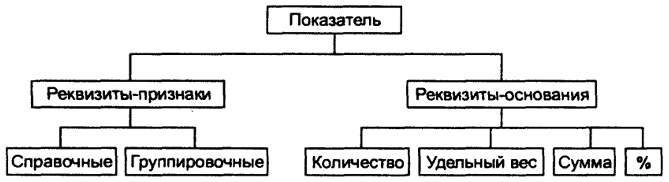 Показатель
Реквизиты-признаки
Реквизиты-основания
Справочные
Группировочные
Количество
Удельный вес
Сумма
%